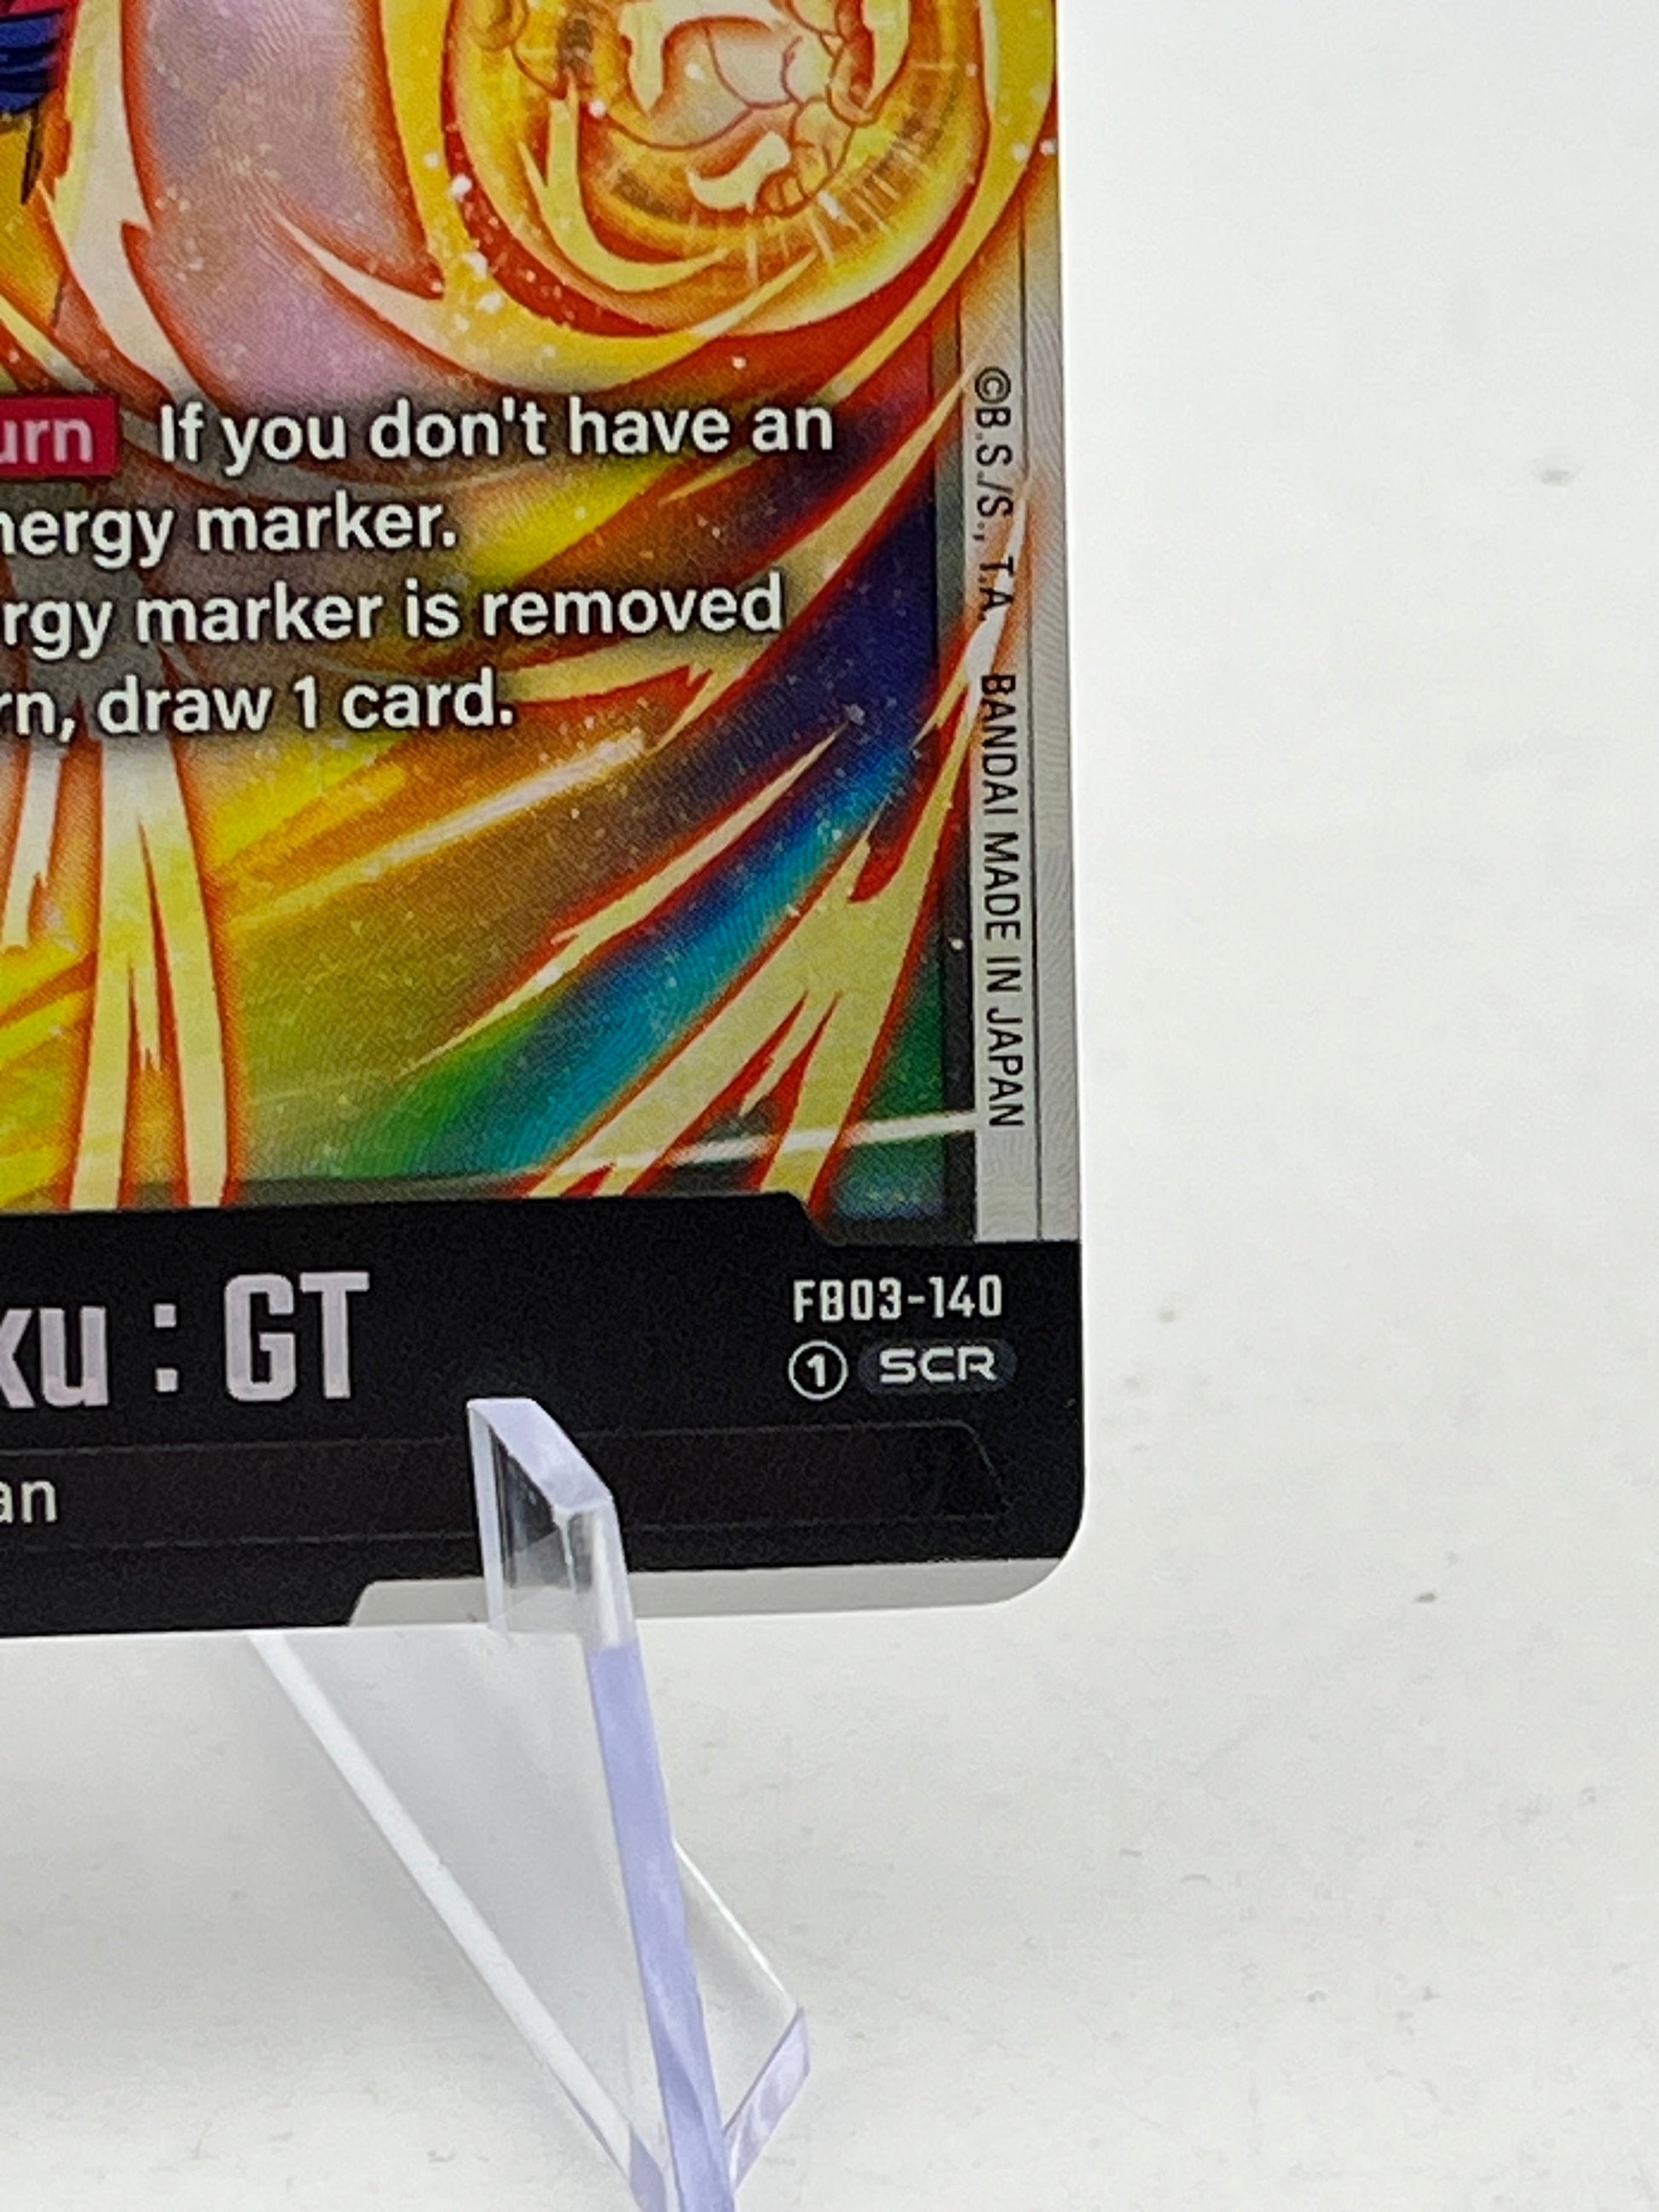 urn If you don't have an
nergy marker.
rgy marker is removed
rn, draw 1 card.
©B.S./S., T.A. BANDAI MADE IN JAPAN
ku : GT
FB03-140
1 SCR
an